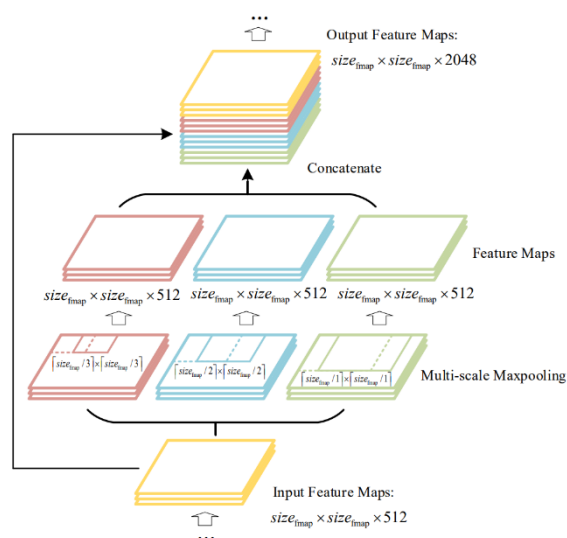 ...
Output Feature Maps:
size_fmap × size_fmap × 2048
Concatenate
Feature Maps
size_fmap × size_fmap × 512 size_fmap × size_fmap × 512 size_fmap × size_fmap × 512
⌈size_fmap / 3⌉ × ⌈size_fmap / 3⌉ ⌈size_fmap / 2⌉ × ⌈size_fmap / 2⌉ ⌈size_fmap / 1⌉ × ⌈size_fmap / 1⌉
Multi-scale Maxpooling
Input Feature Maps:
size_fmap × size_fmap × 512
...